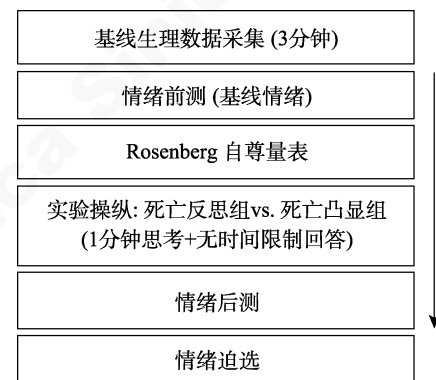 基线生理数据采集 (3分钟)
情绪前测 (基线情绪)
Rosenberg 自尊量表
实验操纵: 死亡反思组vs. 死亡凸显组
(1分钟思考+无时间限制回答)
情绪后测
情绪迫选